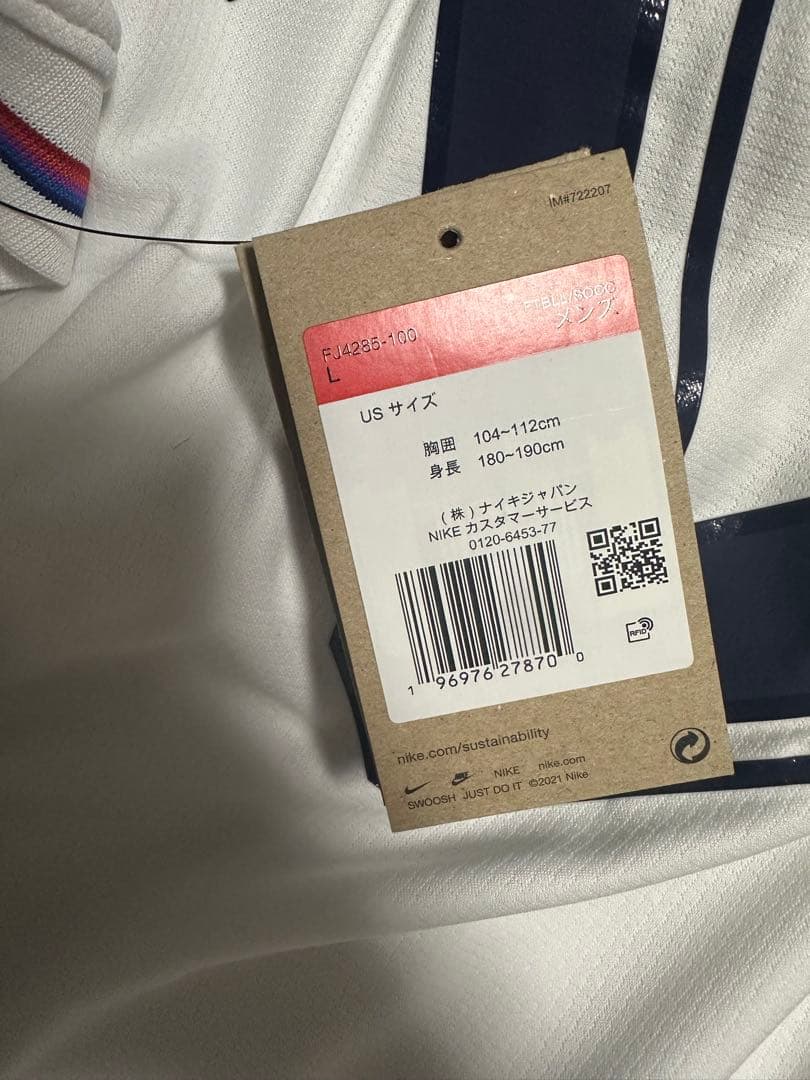 IM#722207
FTBLL/SOCC
メンズ
FJ4285-100
L
US サイズ
胸囲 104~112cm
身長 180~190cm
(株)ナイキジャパン
NIKE カスタマーサービス
0120-6453-77
RFID
1 96976 27870 0
nike.com/sustainability
NIKE nike.com
SWOOSH JUST DO IT ©2021 Nike